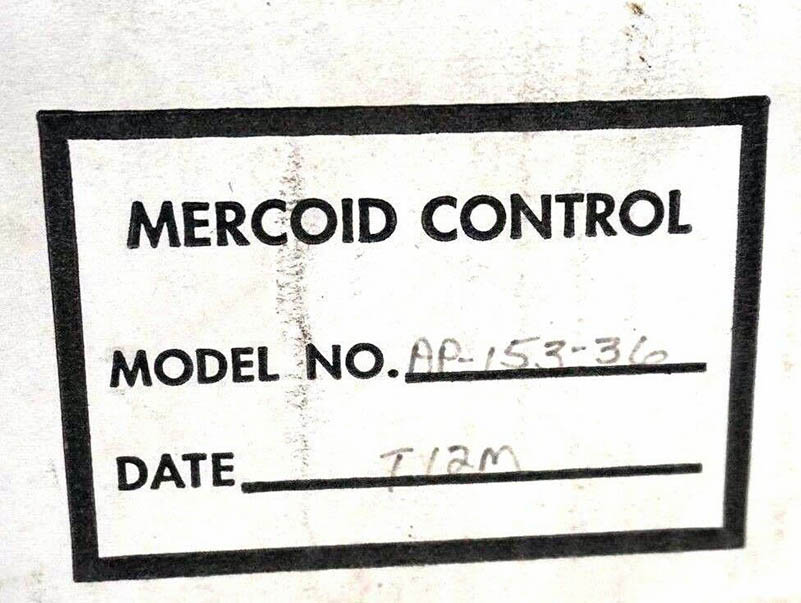 MERCOID CONTROL
MODEL NO. AP-153-36
DATE T12M